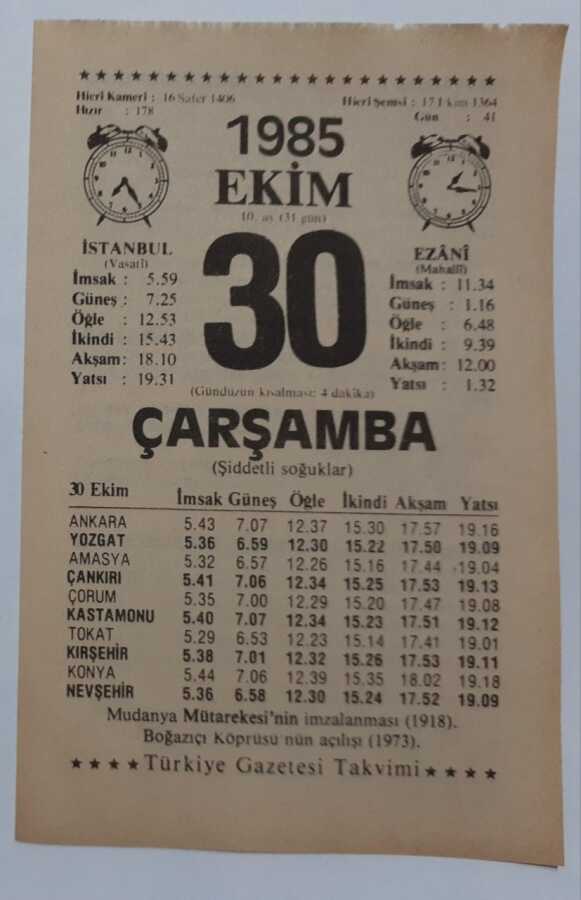 Hicri Kameri : 16 Safer 1406
Hızır : 178
Hicri Şemsi : 17 Ekim 1364
Gün : 41
1985
EKİM
10. ay (31 gün)
30
İSTANBUL
(Vasatî)
İmsak : 5.59
Güneş : 7.25
Öğle : 12.53
İkindi : 15.43
Akşam : 18.10
Yatsı : 19.31
EZÂNÎ
(Mahallî)
İmsak : 11.34
Güneş : 1.16
Öğle : 6.48
İkindi : 9.39
Akşam : 12.00
Yatsı : 1.32
(Gündüzün kısalması: 4 dakika)
ÇARŞAMBA
(Şiddetli soğuklar)
30 Ekim İmsak Güneş Öğle İkindi Akşam Yatsı
ANKARA 5.43 7.07 12.37 15.30 17.57 19.16
YOZGAT 5.36 6.59 12.30 15.22 17.50 19.09
AMASYA 5.32 6.57 12.26 15.16 17.44 19.04
ÇANKIRI 5.41 7.06 12.34 15.25 17.53 19.13
ÇORUM 5.35 7.00 12.29 15.20 17.47 19.08
KASTAMONU 5.40 7.07 12.34 15.23 17.51 19.12
TOKAT 5.29 6.53 12.23 15.14 17.41 19.01
KIRŞEHİR 5.38 7.01 12.32 15.26 17.53 19.11
KONYA 5.44 7.06 12.39 15.35 18.02 19.18
NEVŞEHİR 5.36 6.58 12.30 15.24 17.52 19.09
Mudanya Mütarekesi'nin imzalanması (1918).
Boğaziçi Köprüsü'nün açılışı (1973).
Türkiye Gazetesi Takvimi